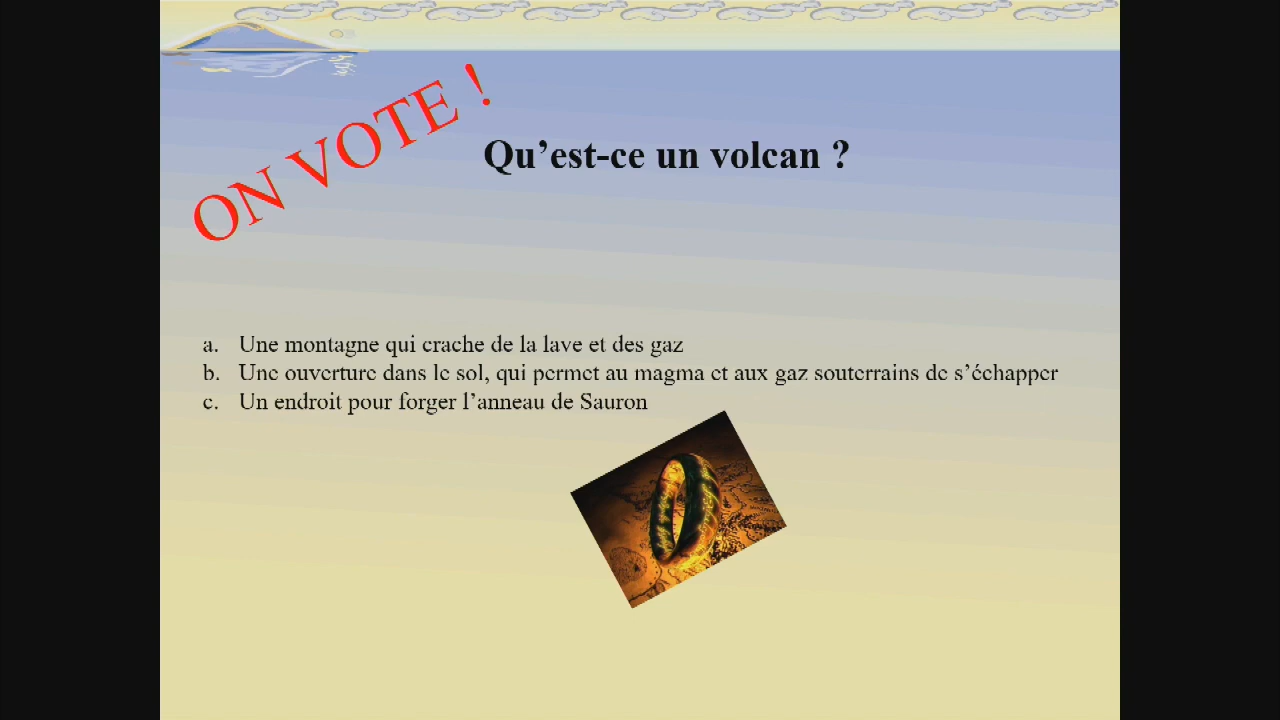 ON VOTE !
Qu’est-ce un volcan ?
a. Une montagne qui crache de la lave et des gaz
b. Une ouverture dans le sol, qui permet au magma et aux gaz souterrains de s’échapper
c. Un endroit pour forger l’anneau de Sauron